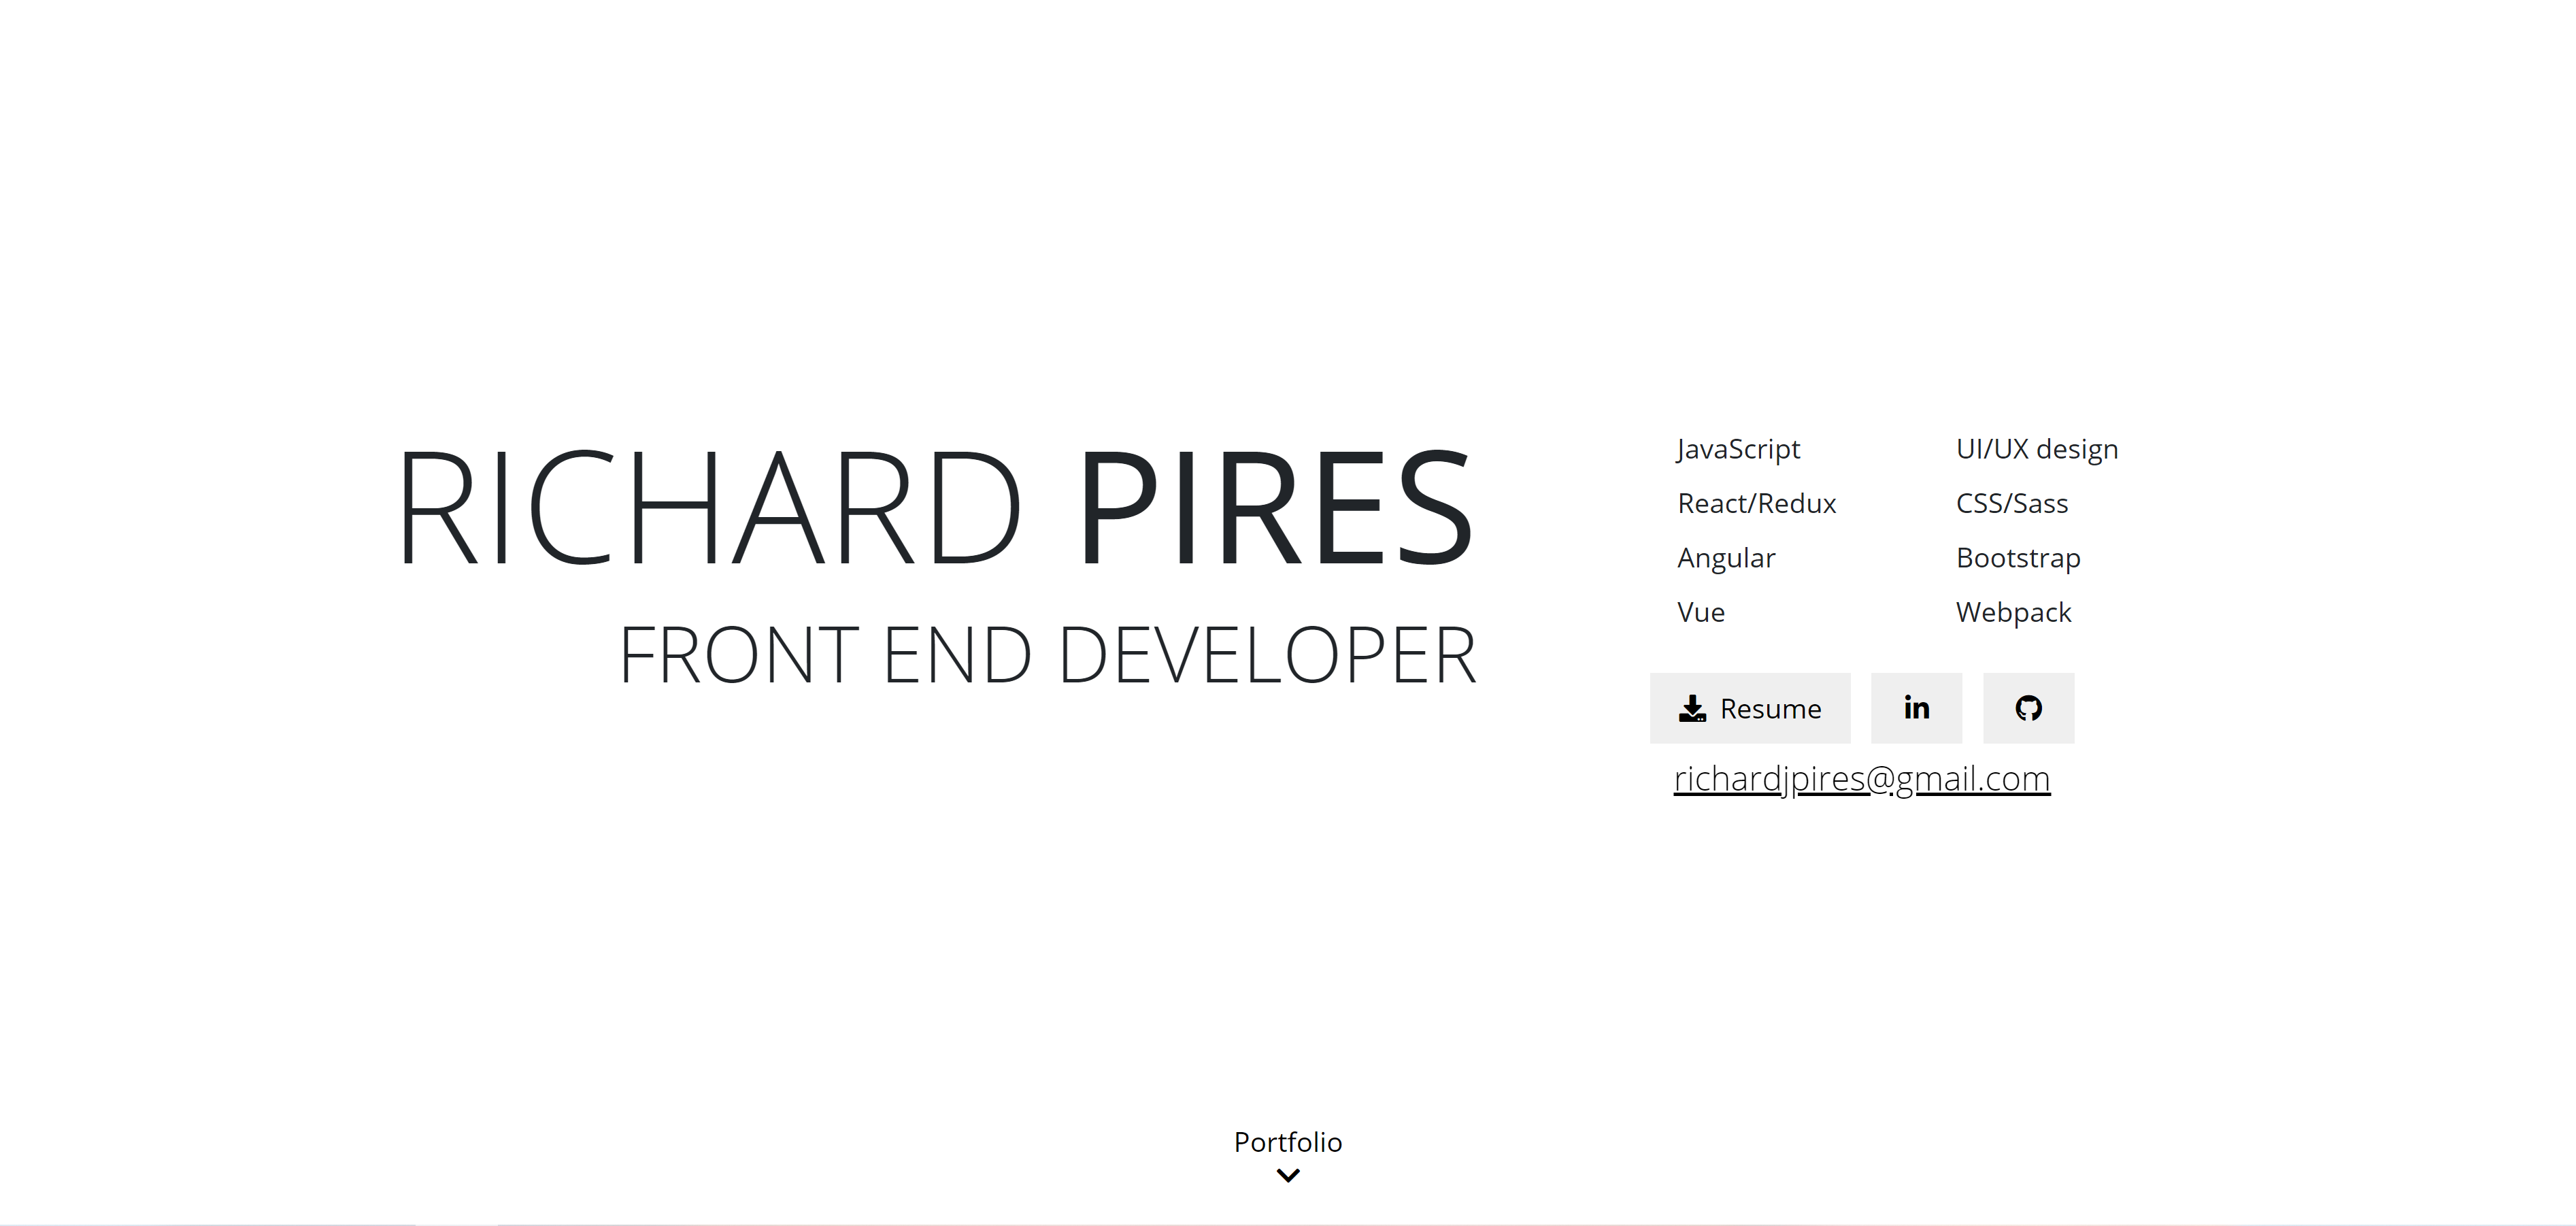 RICHARD PIRES
FRONT END DEVELOPER
JavaScript
React/Redux
Angular
Vue
UI/UX design
CSS/Sass
Bootstrap
Webpack
Resume
in
richardjpires@gmail.com
Portfolio